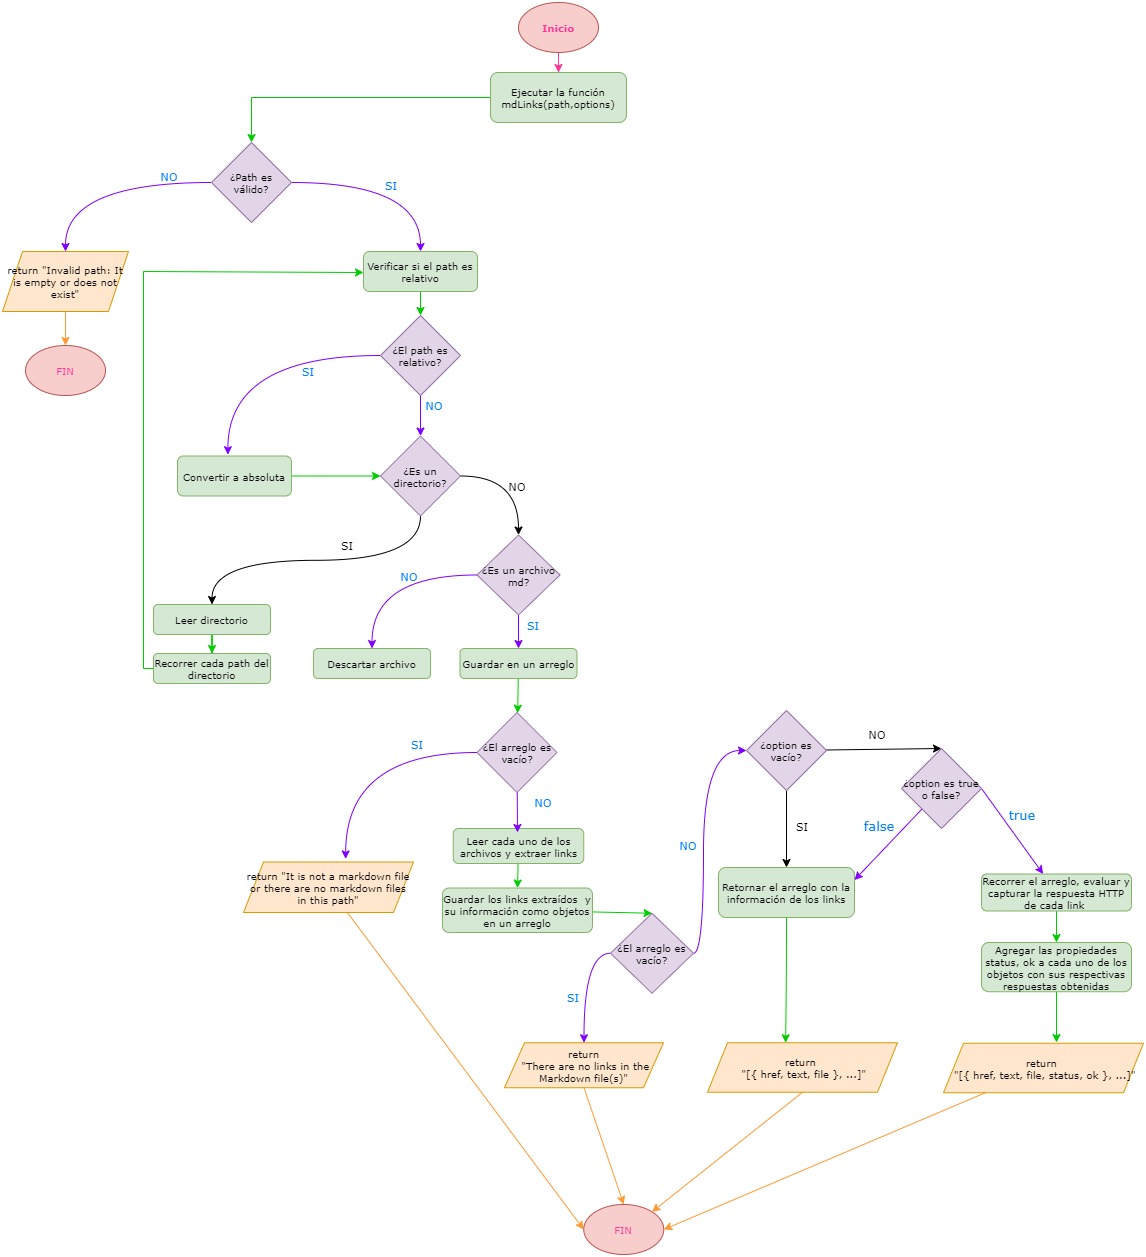 Inicio
Ejecutar la función
mdLinks(path,options)
¿Path es
válido?
NO
SI
return "Invalid path: It
is empty or does not
exist"
FIN
Verificar si el path es
relativo
¿El path es
relativo?
SI
NO
Convertir a absoluta
¿Es un
directorio?
NO
SI
¿Es un archivo
md?
NO
SI
Leer directorio
Recorrer cada path del
directorio
Descartar archivo
Guardar en un arreglo
¿El arreglo es
vacío?
SI
NO
return "It is not a markdown file
or there are no markdown files
in this path"
Leer cada uno de los
archivos y extraer links
Guardar los links extraídos y
su información como objetos
en un arreglo
¿El arreglo es
vacío?
SI
NO
return
"There are no links in the
Markdown file(s)"
¿option es
vacío?
NO
SI
¿option es true
o false?
false
true
Retornar el arreglo con la
información de los links
return
"[{ href, text, file }, ...]"
Recorrer el arreglo, evaluar y
capturar la respuesta HTTP
de cada link
Agregar las propiedades
status, ok a cada uno de los
objetos con sus respectivas
respuestas obtenidas
return
"[{ href, text, file, status, ok }, ...]"
FIN